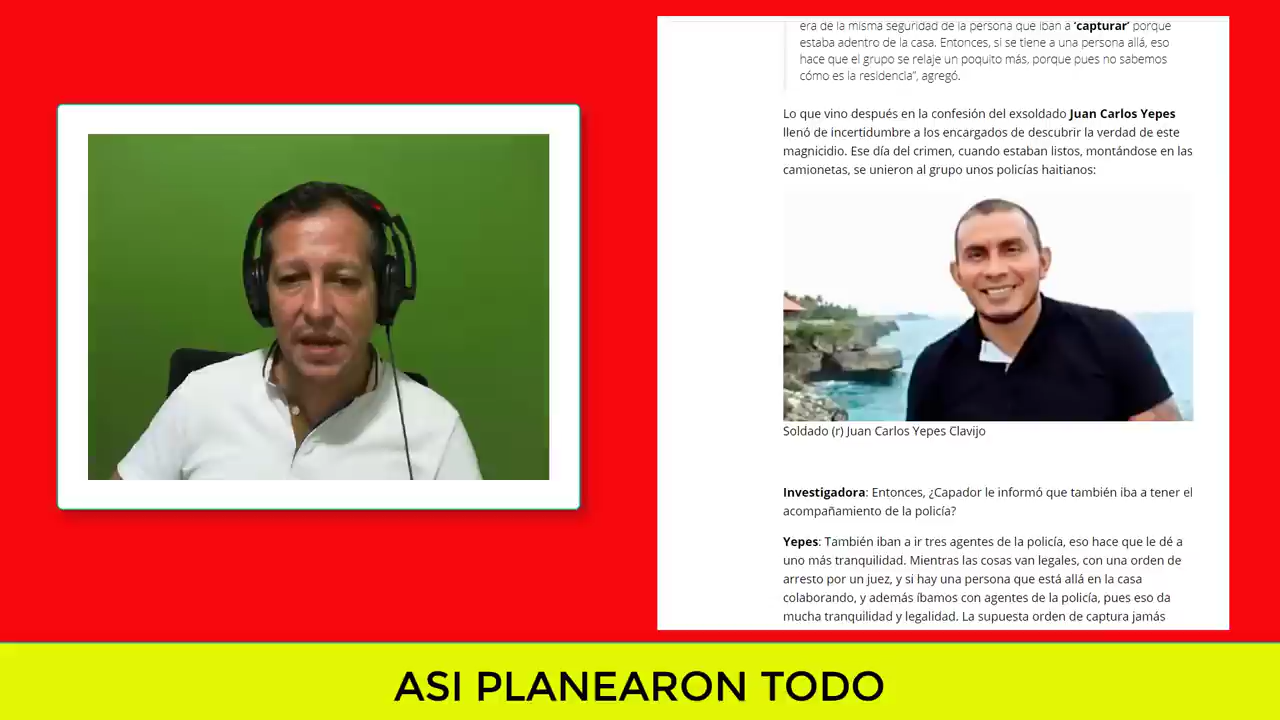 era de la misma seguridad de la persona que iban a ‘capturar’ porque
estaba adentro de la casa. Entonces, si se tiene a una persona allá, eso
hace que el grupo se relaje un poquito más, porque pues no sabemos
cómo es la residencia”, agregó.
Lo que vino después en la confesión del exsoldado Juan Carlos Yepes
llenó de incertidumbre a los encargados de descubrir la verdad de este
magnicidio. Ese día del crimen, cuando estaban listos, montándose en las
camionetas, se unieron al grupo unos policías haitianos:
Soldado (r) Juan Carlos Yepes Clavijo
Investigadora: Entonces, ¿Capador le informó que también iba a tener el
acompañamiento de la policía?
Yepes: También iban a ir tres agentes de la policía, eso hace que le dé a
uno más tranquilidad. Mientras las cosas van legales, con una orden de
arresto por un juez, y si hay una persona que está allá en la casa
colaborando, y además íbamos con agentes de la policía, pues eso da
mucha tranquilidad y legalidad. La supuesta orden de captura jamás
ASI PLANEARON TODO